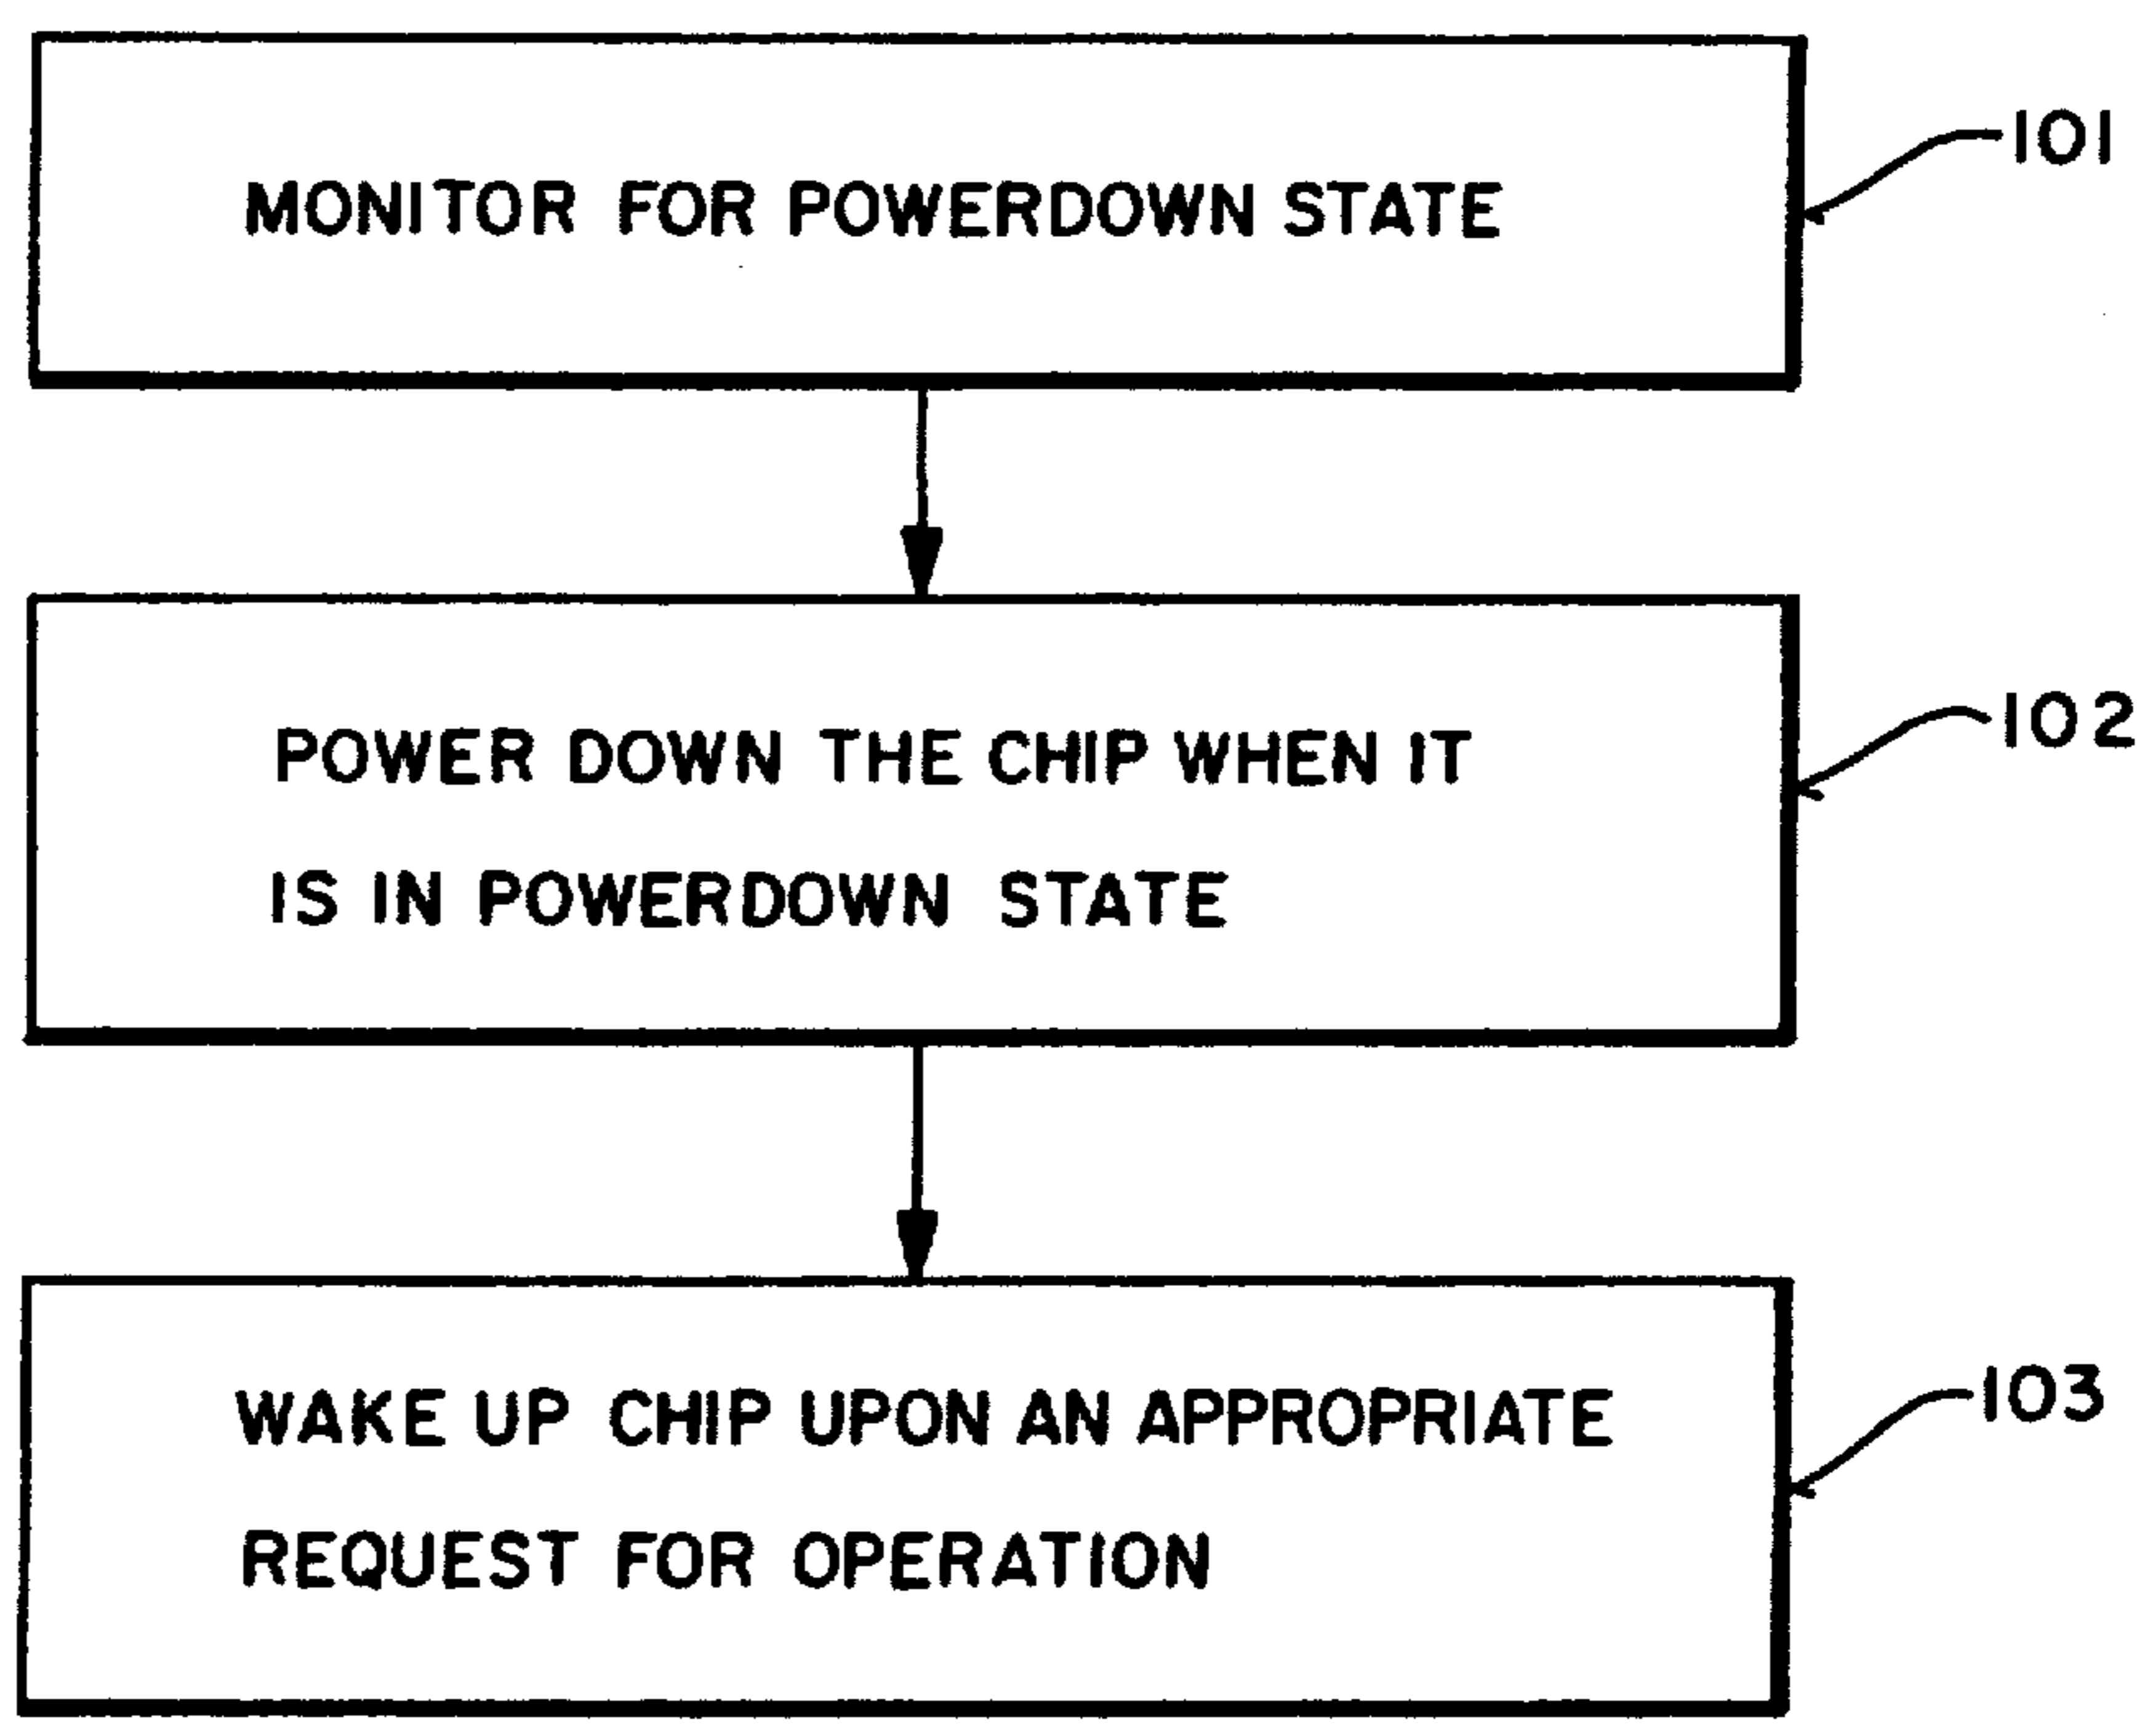 MONITOR FOR POWERDOWN STATE
101
POWER DOWN THE CHIP WHEN IT
IS IN POWERDOWN STATE
102
WAKE UP CHIP UPON AN APPROPRIATE
REQUEST FOR OPERATION
103